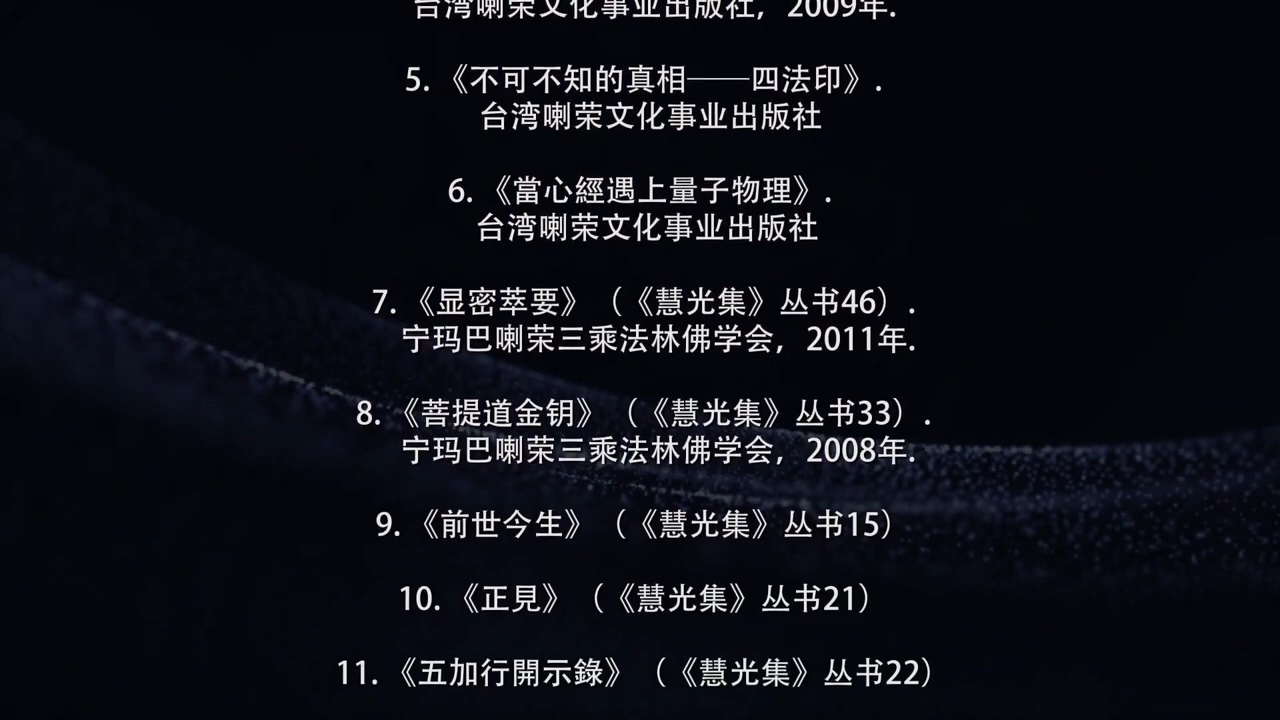 台湾喇荣文化事业出版社，2009年.
5. 《不可不知的真相——四法印》.
台湾喇荣文化事业出版社
6. 《當心經遇上量子物理》.
台湾喇荣文化事业出版社
7. 《显密萃要》（《慧光集》丛书46）.
宁玛巴喇荣三乘法林佛学会，2011年.
8. 《菩提道金钥》（《慧光集》丛书33）.
宁玛巴喇荣三乘法林佛学会，2008年.
9. 《前世今生》（《慧光集》丛书15）
10. 《正見》（《慧光集》丛书21）
11. 《五加行開示錄》（《慧光集》丛书22）